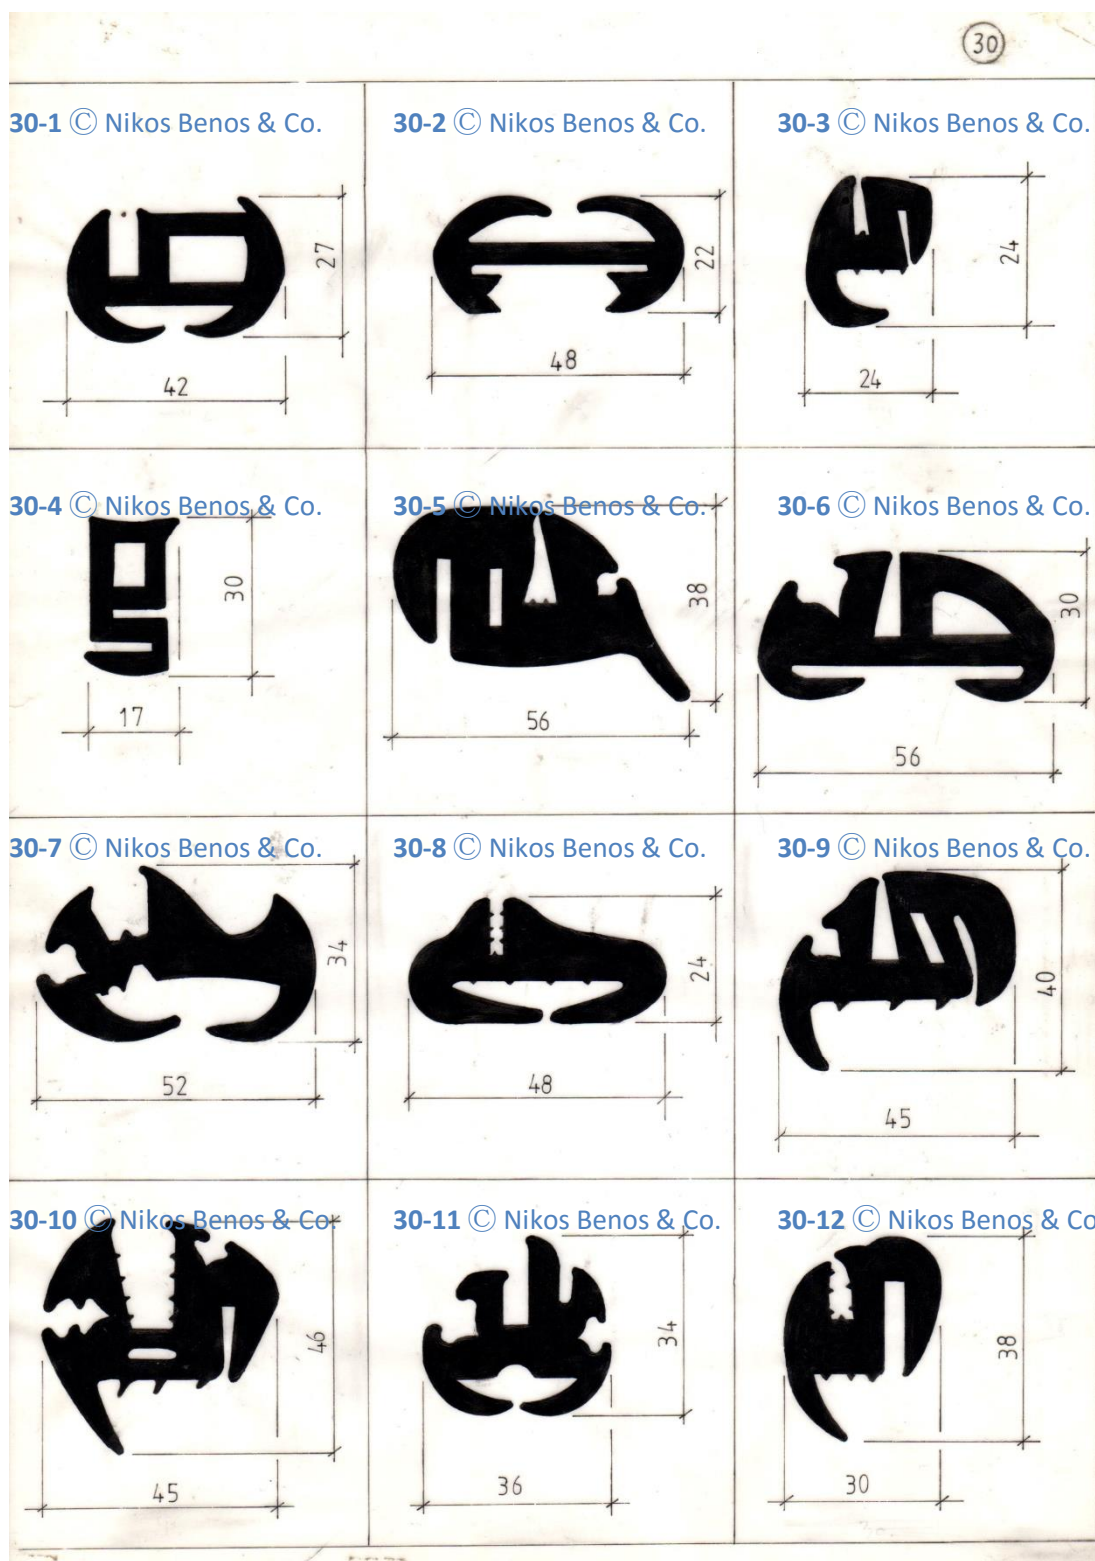 30
30-1 © Nikos Benos & Co.
30-2 © Nikos Benos & Co.
30-3 © Nikos Benos & Co.
27
42
22
48
24
24
30-4 © Nikos Benos & Co.
30-5 © Nikos Benos & Co.
30-6 © Nikos Benos & Co.
30
17
38
56
30
56
30-7 © Nikos Benos & Co.
30-8 © Nikos Benos & Co.
30-9 © Nikos Benos & Co.
34
52
24
48
40
45
30-10 © Nikos Benos & Co.
30-11 © Nikos Benos & Co.
30-12 © Nikos Benos & Co
46
45
34
36
38
30